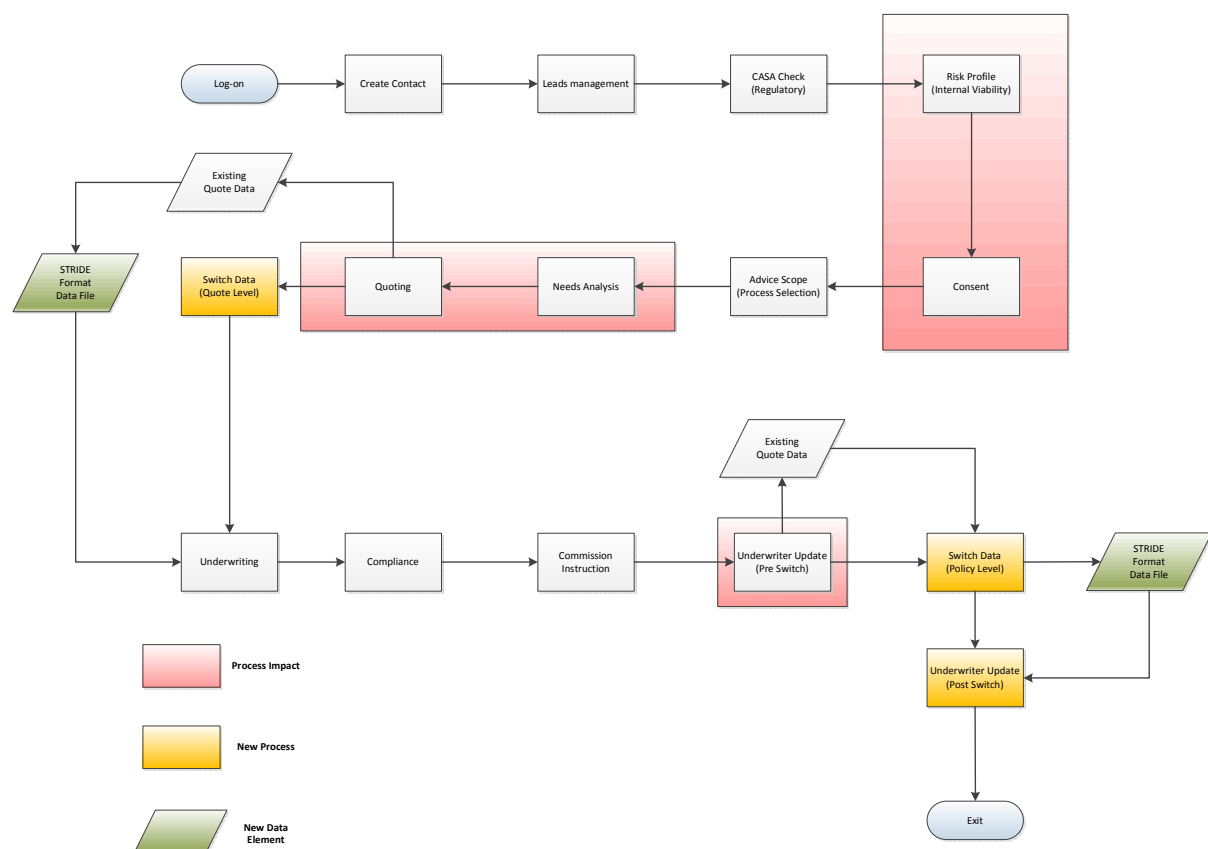 Log-on
Create Contact
Leads management
CASA Check
(Regulatory)
Risk Profile
(Internal Viability)
Existing
Quote Data
STRIDE
Format
Data File
Switch Data
(Quote Level)
Quoting
Needs Analysis
Advice Scope
(Process Selection)
Consent
Existing
Quote Data
Underwriting
Compliance
Commission
Instruction
Underwriter Update
(Pre Switch)
Switch Data
(Policy Level)
STRIDE
Format
Data File
Process Impact
Underwriter Update
(Post Switch)
New Process
New Data
Element
Exit